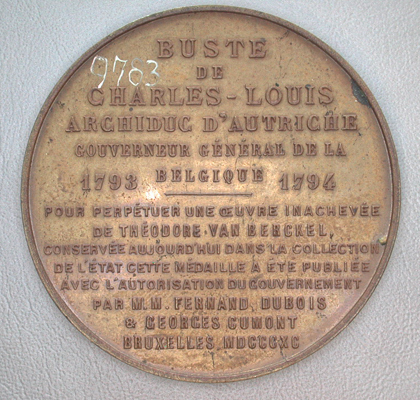 BUSTE
DE
9763
CHARLES-LOUIS
ARCHIDUC D'AUTRICHE
GOUVERNEUR GÉNÉRAL DE LA
BELGIQUE
1793 1794
POUR PERPÉTUER UNE ŒUVRE INACHEVÉE
DE THÉODORE VAN BERCKEL,
CONSERVÉE AUJOURD'HUI DANS LA COLLECTION
DE L'ÉTAT CETTE MÉDAILLE A ÉTÉ PUBLIÉE
AVEC L'AUTORISATION DU GOUVERNEMENT
PAR M.M. FERNAND, DUBOIS
& GEORGES CUMONT
BRUXELLES MDCCCXC